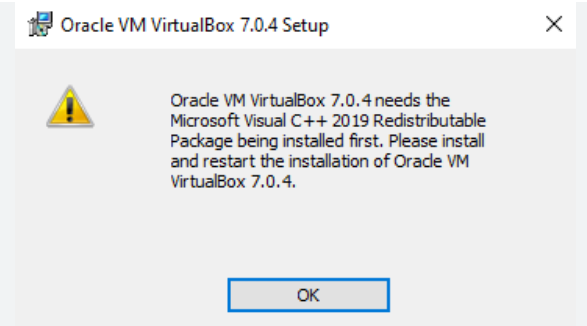 Oracle VM VirtualBox 7.0.4 Setup
Oracle VM VirtualBox 7.0.4 needs the
Microsoft Visual C++ 2019 Redistributable
Package being installed first. Please install
and restart the installation of Oracle VM
VirtualBox 7.0.4.
OK